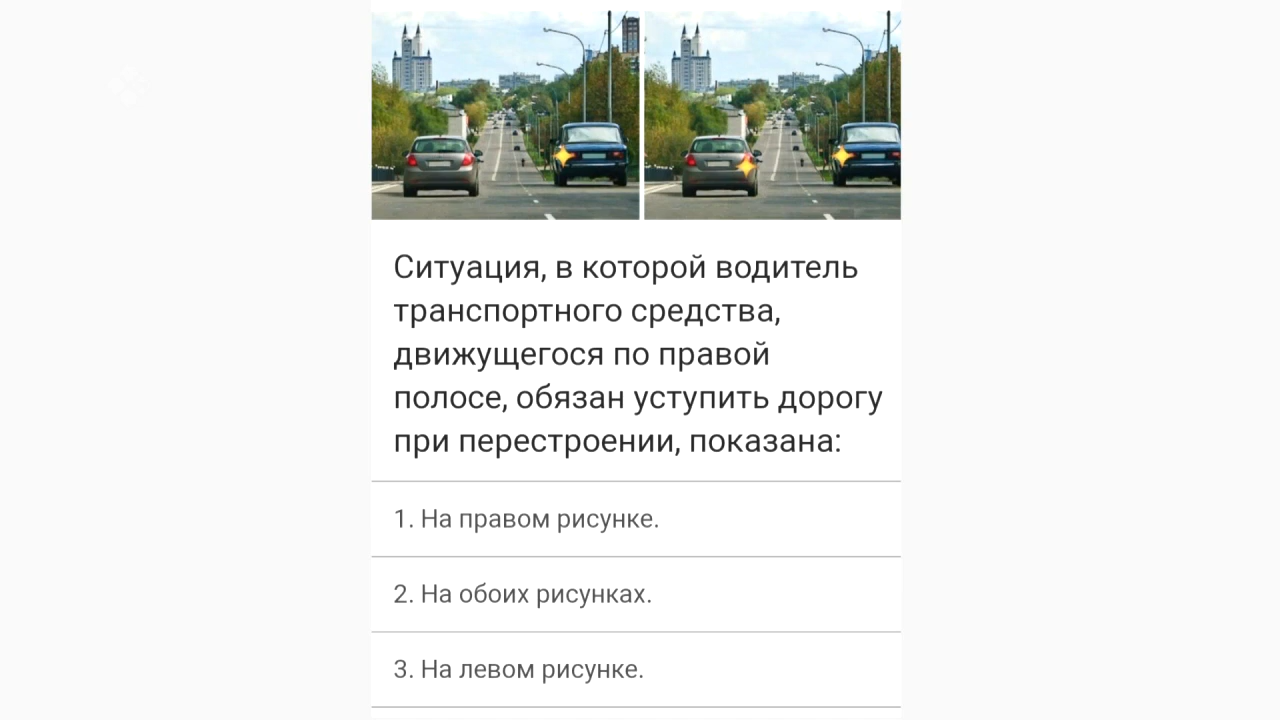 Ситуация, в которой водитель
транспортного средства,
движущегося по правой
полосе, обязан уступить дорогу
при перестроении, показана:
1. На правом рисунке.
2. На обоих рисунках.
3. На левом рисунке.